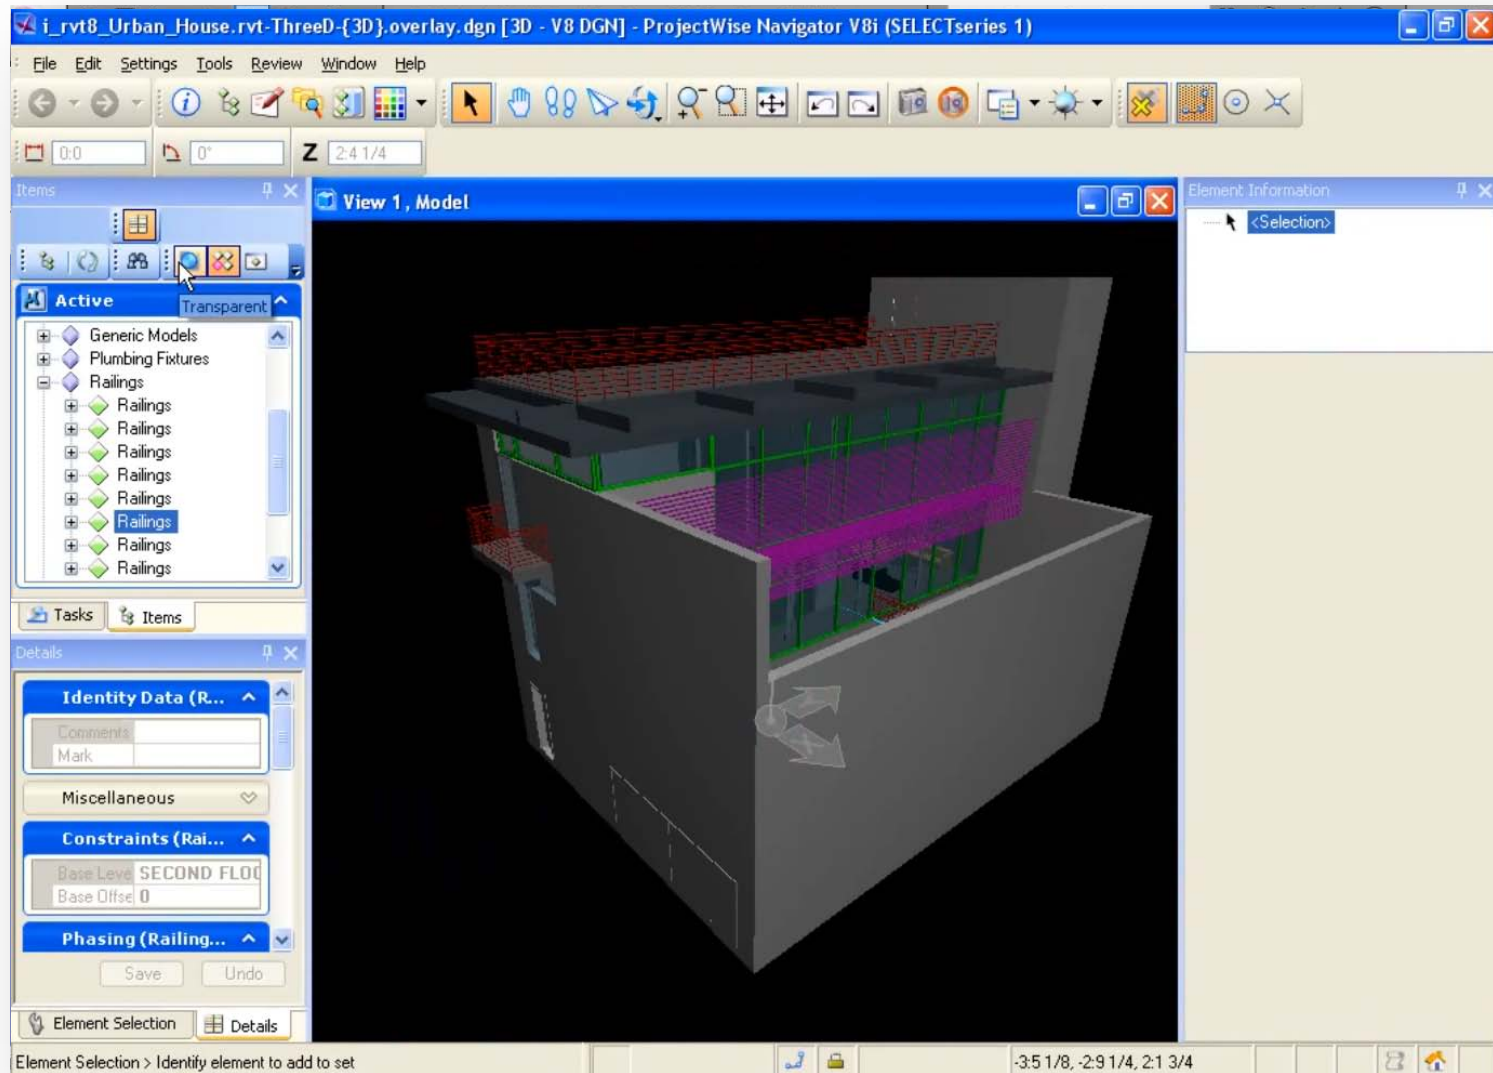 i_rvt8_Urban_House.rvt-ThreeD-{3D}.overlay.dgn [3D - V8 DGN] - ProjectWise Navigator V8i (SELECTseries 1)
File Edit Settings Tools Review Window Help
0:0 0° Z 2:4 1/4
Items
View 1, Model
Element Information
<Selection>
Active
Transparent
Generic Models
Plumbing Fixtures
Railings
Railings
Railings
Railings
Railings
Railings
Railings
Railings
Railings
Tasks Items
Details
Identity Data (R...
Comments
Mark
Miscellaneous
Constraints (Rai...
Base Leve SECOND FLOO
Base Offse 0
Phasing (Railing...
Save Undo
Element Selection Details
Element Selection > Identify element to add to set
-3:5 1/8, -2:9 1/4, 2:1 3/4